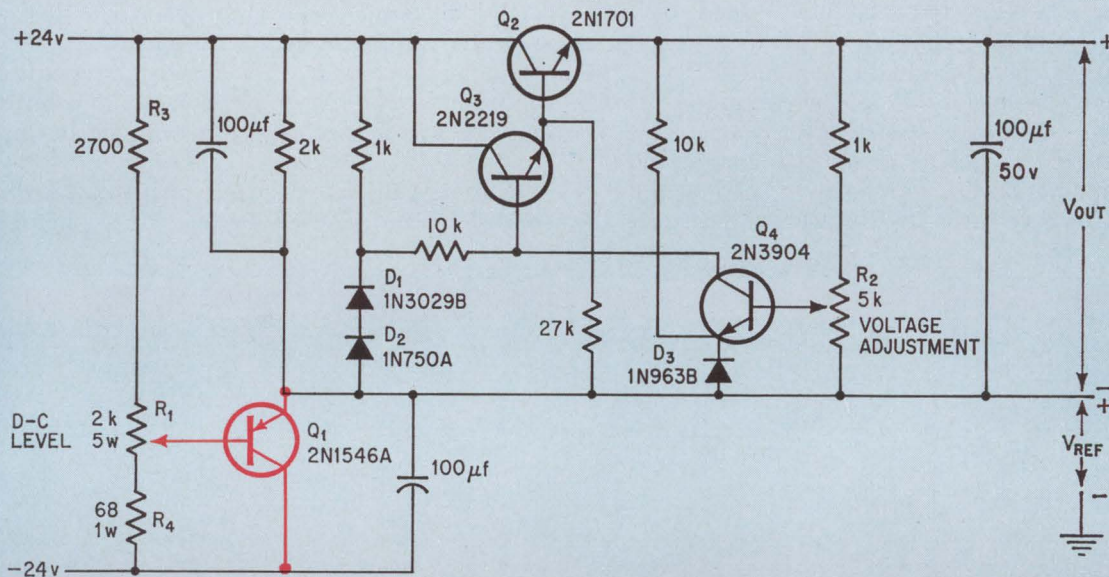 +24v
R3
2700
100µf
2k
1k
Q3
2N2219
Q2
2N1701
10k
1k
100µf
50v
VOUT
10k
D1
1N3029B
D2
1N750A
27k
Q4
2N3904
R2
5k
VOLTAGE
ADJUSTMENT
D3
1N963B
D-C
LEVEL
2k
5w
R1
Q1
2N1546A
100µf
68
1w
R4
-24v
+
-
+
VREF
-